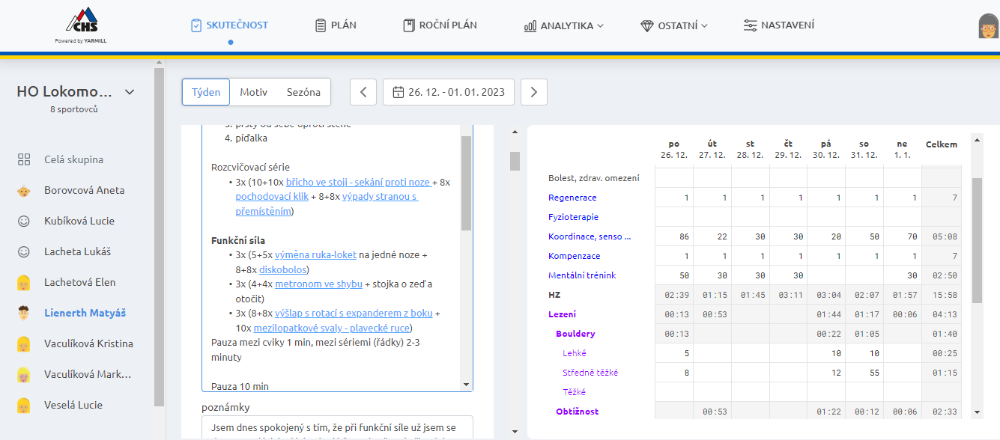 CHS
Powered by YARMILL
SKUTEČNOST
PLÁN
ROČNÍ PLÁN
ANALYTIKA
OSTATNÍ
NASTAVENÍ
HO Lokomo...
8 sportovců
Celá skupina
Borovcová Aneta
Kubíková Lucie
Lacheta Lukáš
Lachetová Elen
Lienerth Matyáš
Vaculíková Kristina
Vaculíková Mark...
Veselá Lucie
Týden Motiv Sezóna
26. 12. - 01. 01. 2023
3. prsty od sebe oproti stěně
4. píďalka
Rozcvičovací série
• 3x (10+10x břicho ve stoji - sekání proti noze + 8x
pochodovací klik + 8+8x výpady stranou s
přemístěním)
Funkční síla
• 3x (5+5x výměna ruka-loket na jedné noze +
8+8x diskobolos)
• 3x (4+4x metronom ve shybu + stojka o zeď a
otočit)
• 3x (8+8x výšlap s rotací s expanderem z boku +
10x mezilopatkové svaly - plavecké ruce)
Pauza mezi cviky 1 min, mezi sériemi (řádky) 2-3
minuty
Pauza 10 min
poznámky
Jsem dnes spokojený s tím, že při funkční síle už jsem se
po út st čt pá so ne Celkem
26. 12. 27. 12. 28. 12. 29. 12. 30. 12. 31. 12. 1. 1.
Bolest, zdrav. omezení
Regenerace 1 1 1 1 1 1 1 7
Fyzioterapie
Koordinace, senso ... 86 22 30 30 20 50 70 05:08
Kompenzace 1 1 1 1 1 1 1 7
Mentální trénink 50 30 30 30 30 02:50
HZ 02:39 01:15 01:45 03:11 03:04 02:07 01:57 15:58
Lezení 00:13 00:53 01:44 01:17 00:06 04:13
Bouldery 00:13 00:22 01:05 01:40
Lehké 5 10 10 00:25
Středně těžké 8 12 55 01:15
Těžké
Obtížnost 00:53 01:22 00:12 00:06 02:33